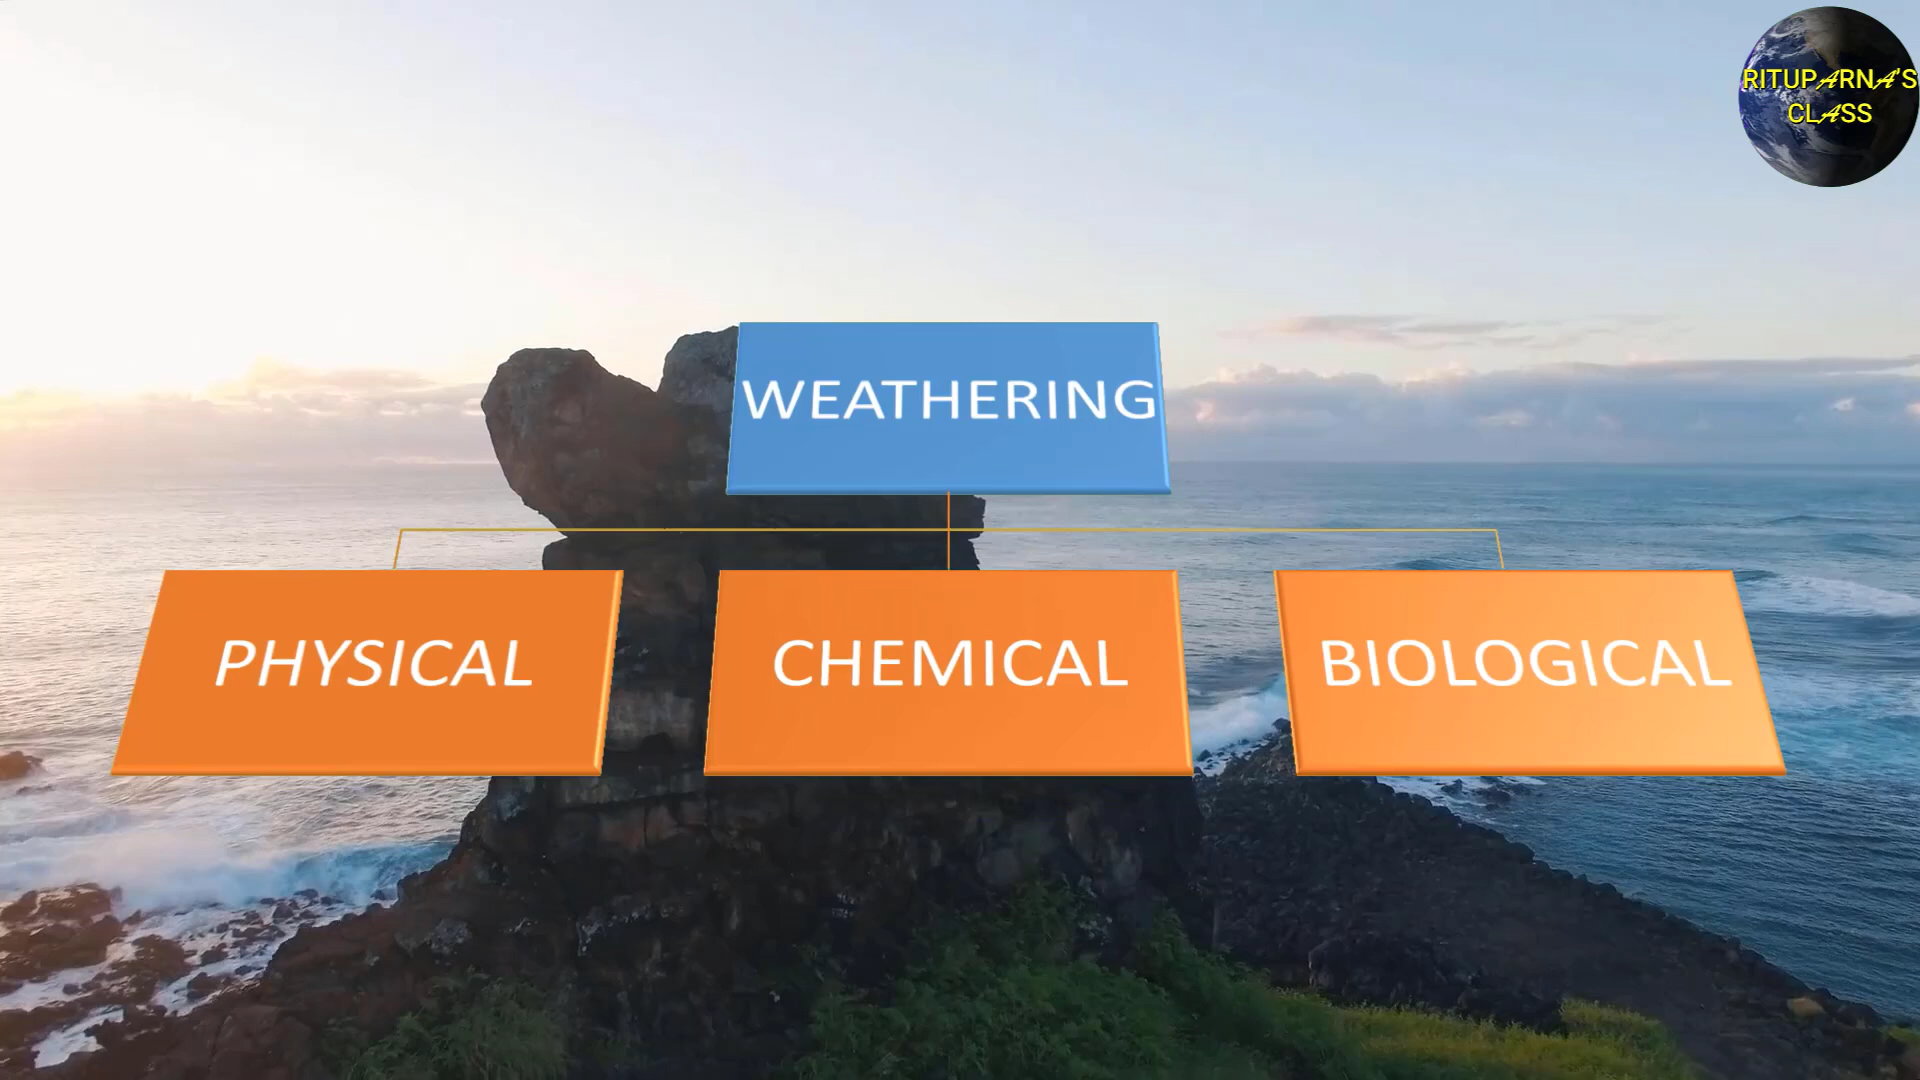 RITUPARNA'S
CLASS
WEATHERING
PHYSICAL
CHEMICAL
BIOLOGICAL